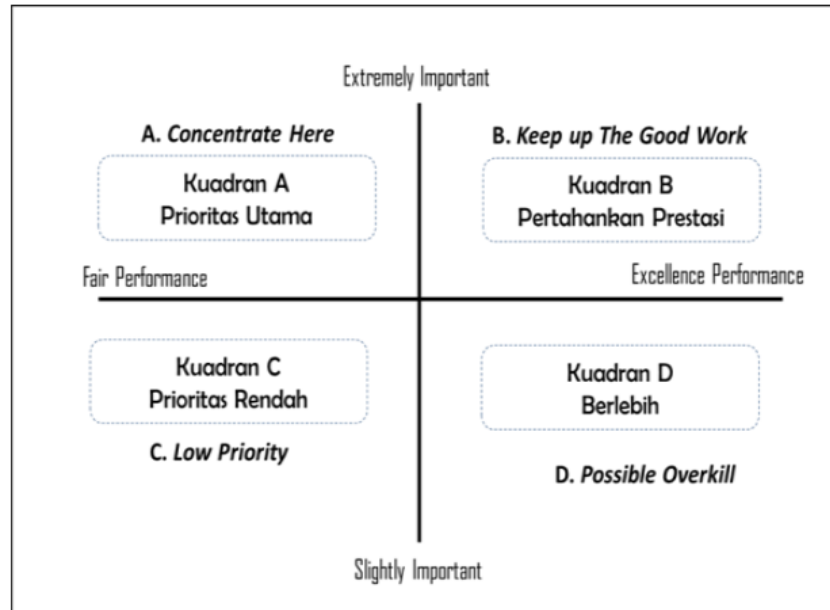 Extremely Important
A. Concentrate Here
B. Keep up The Good Work
Kuadran A
Prioritas Utama
Kuadran B
Pertahankan Prestasi
Fair Performance
Excellence Performance
Kuadran C
Prioritas Rendah
Kuadran D
Berlebih
C. Low Priority
D. Possible Overkill
Slightly Important